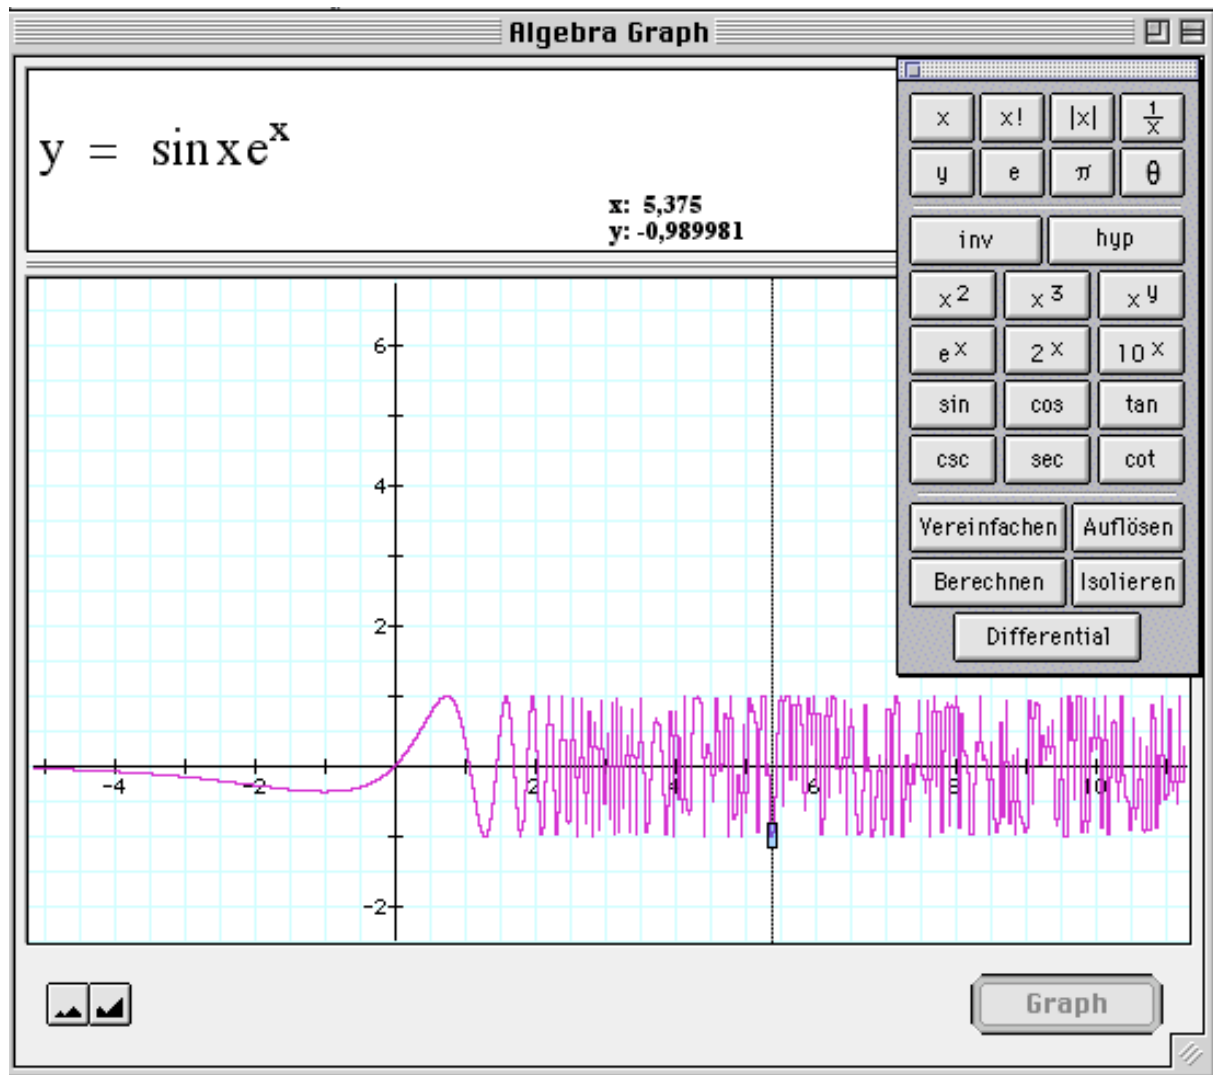 Algebra Graph
y = sinxe^x
x: 5,375
y: -0,989981
x x! |x| 1/x
y e π θ
inv hyp
x² x³ x^y
e^x 2^x 10^x
sin cos tan
csc sec cot
Vereinfachen Auflösen
Berechnen Isolieren
Differential
6
4
2
-4 -2 2 4 6 8 10
-2
Graph